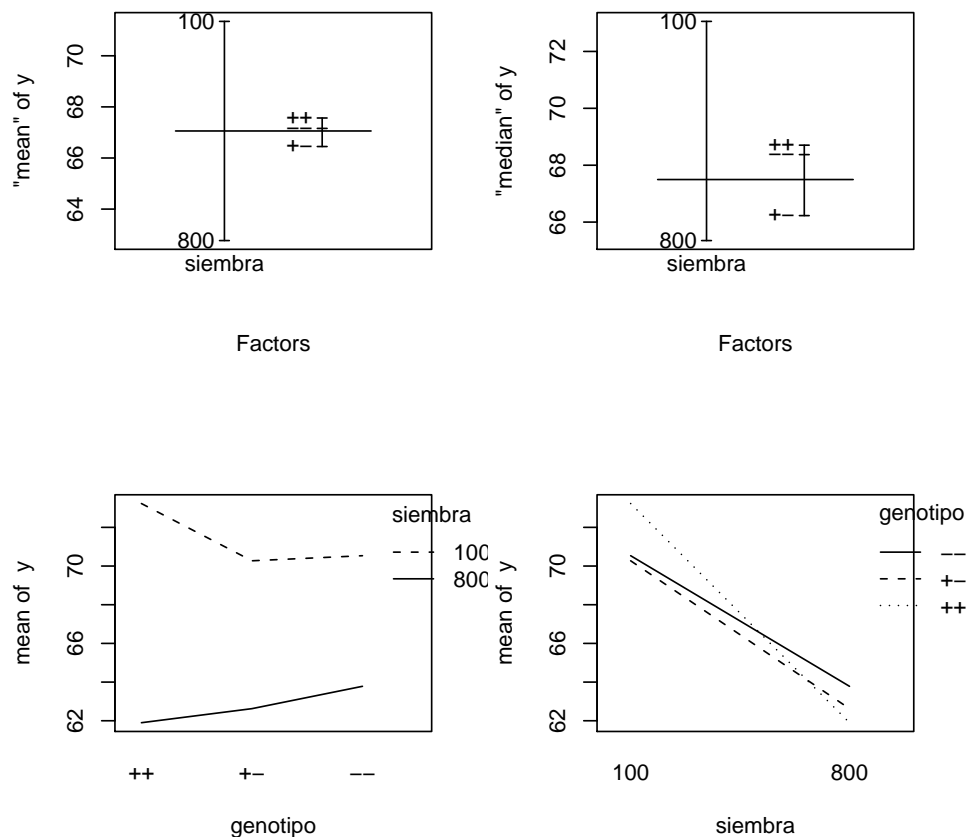 "mean" of y
70
68
66
64
100
800
++
−−
+−
siembra
Factors
"median" of y
72
70
68
66
100
800
++
−−
+−
siembra
Factors
mean of y
70
66
62
siembra
100
800
++
+−
−−
genotipo
mean of y
70
66
62
genotipo
−−
+−
++
100
800
siembra